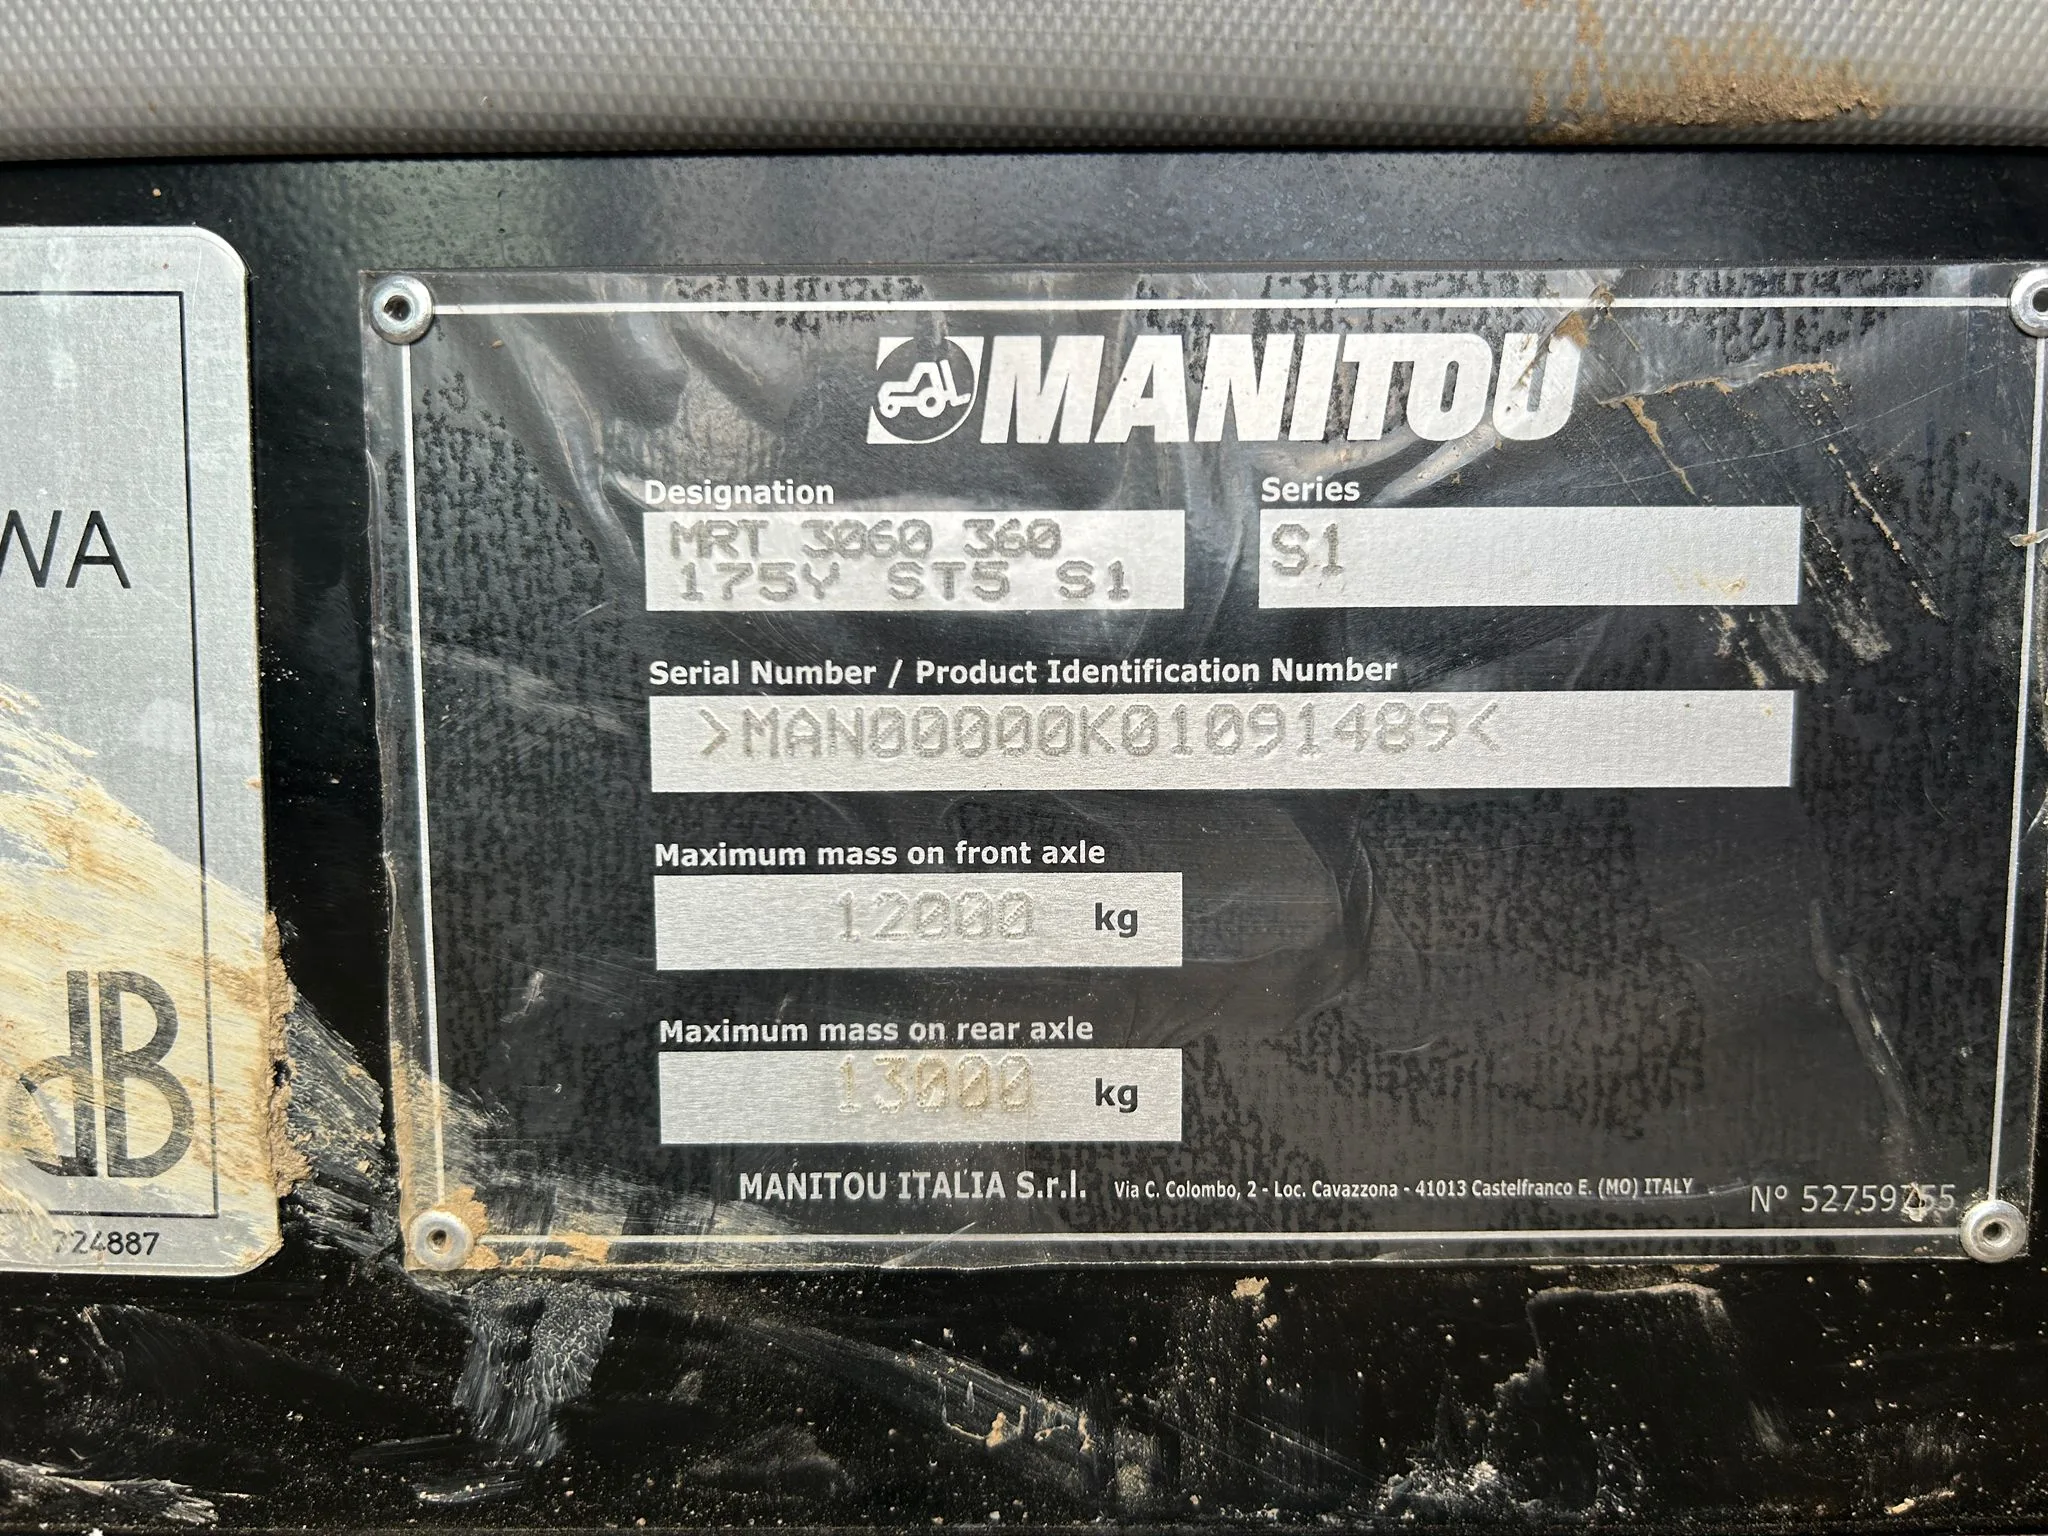 WA
dB
724887
MANITOU
Designation
MRT 3060 360
175Y ST5 S1
Series
S1
Serial Number / Product Identification Number
>MAN00000K01091489<
Maximum mass on front axle
12000 kg
Maximum mass on rear axle
13000 kg
MANITOU ITALIA S.r.l. Via C. Colombo, 2 - Loc. Cavazzona - 41013 Castelfranco E. (MO) ITALY N° 52759755